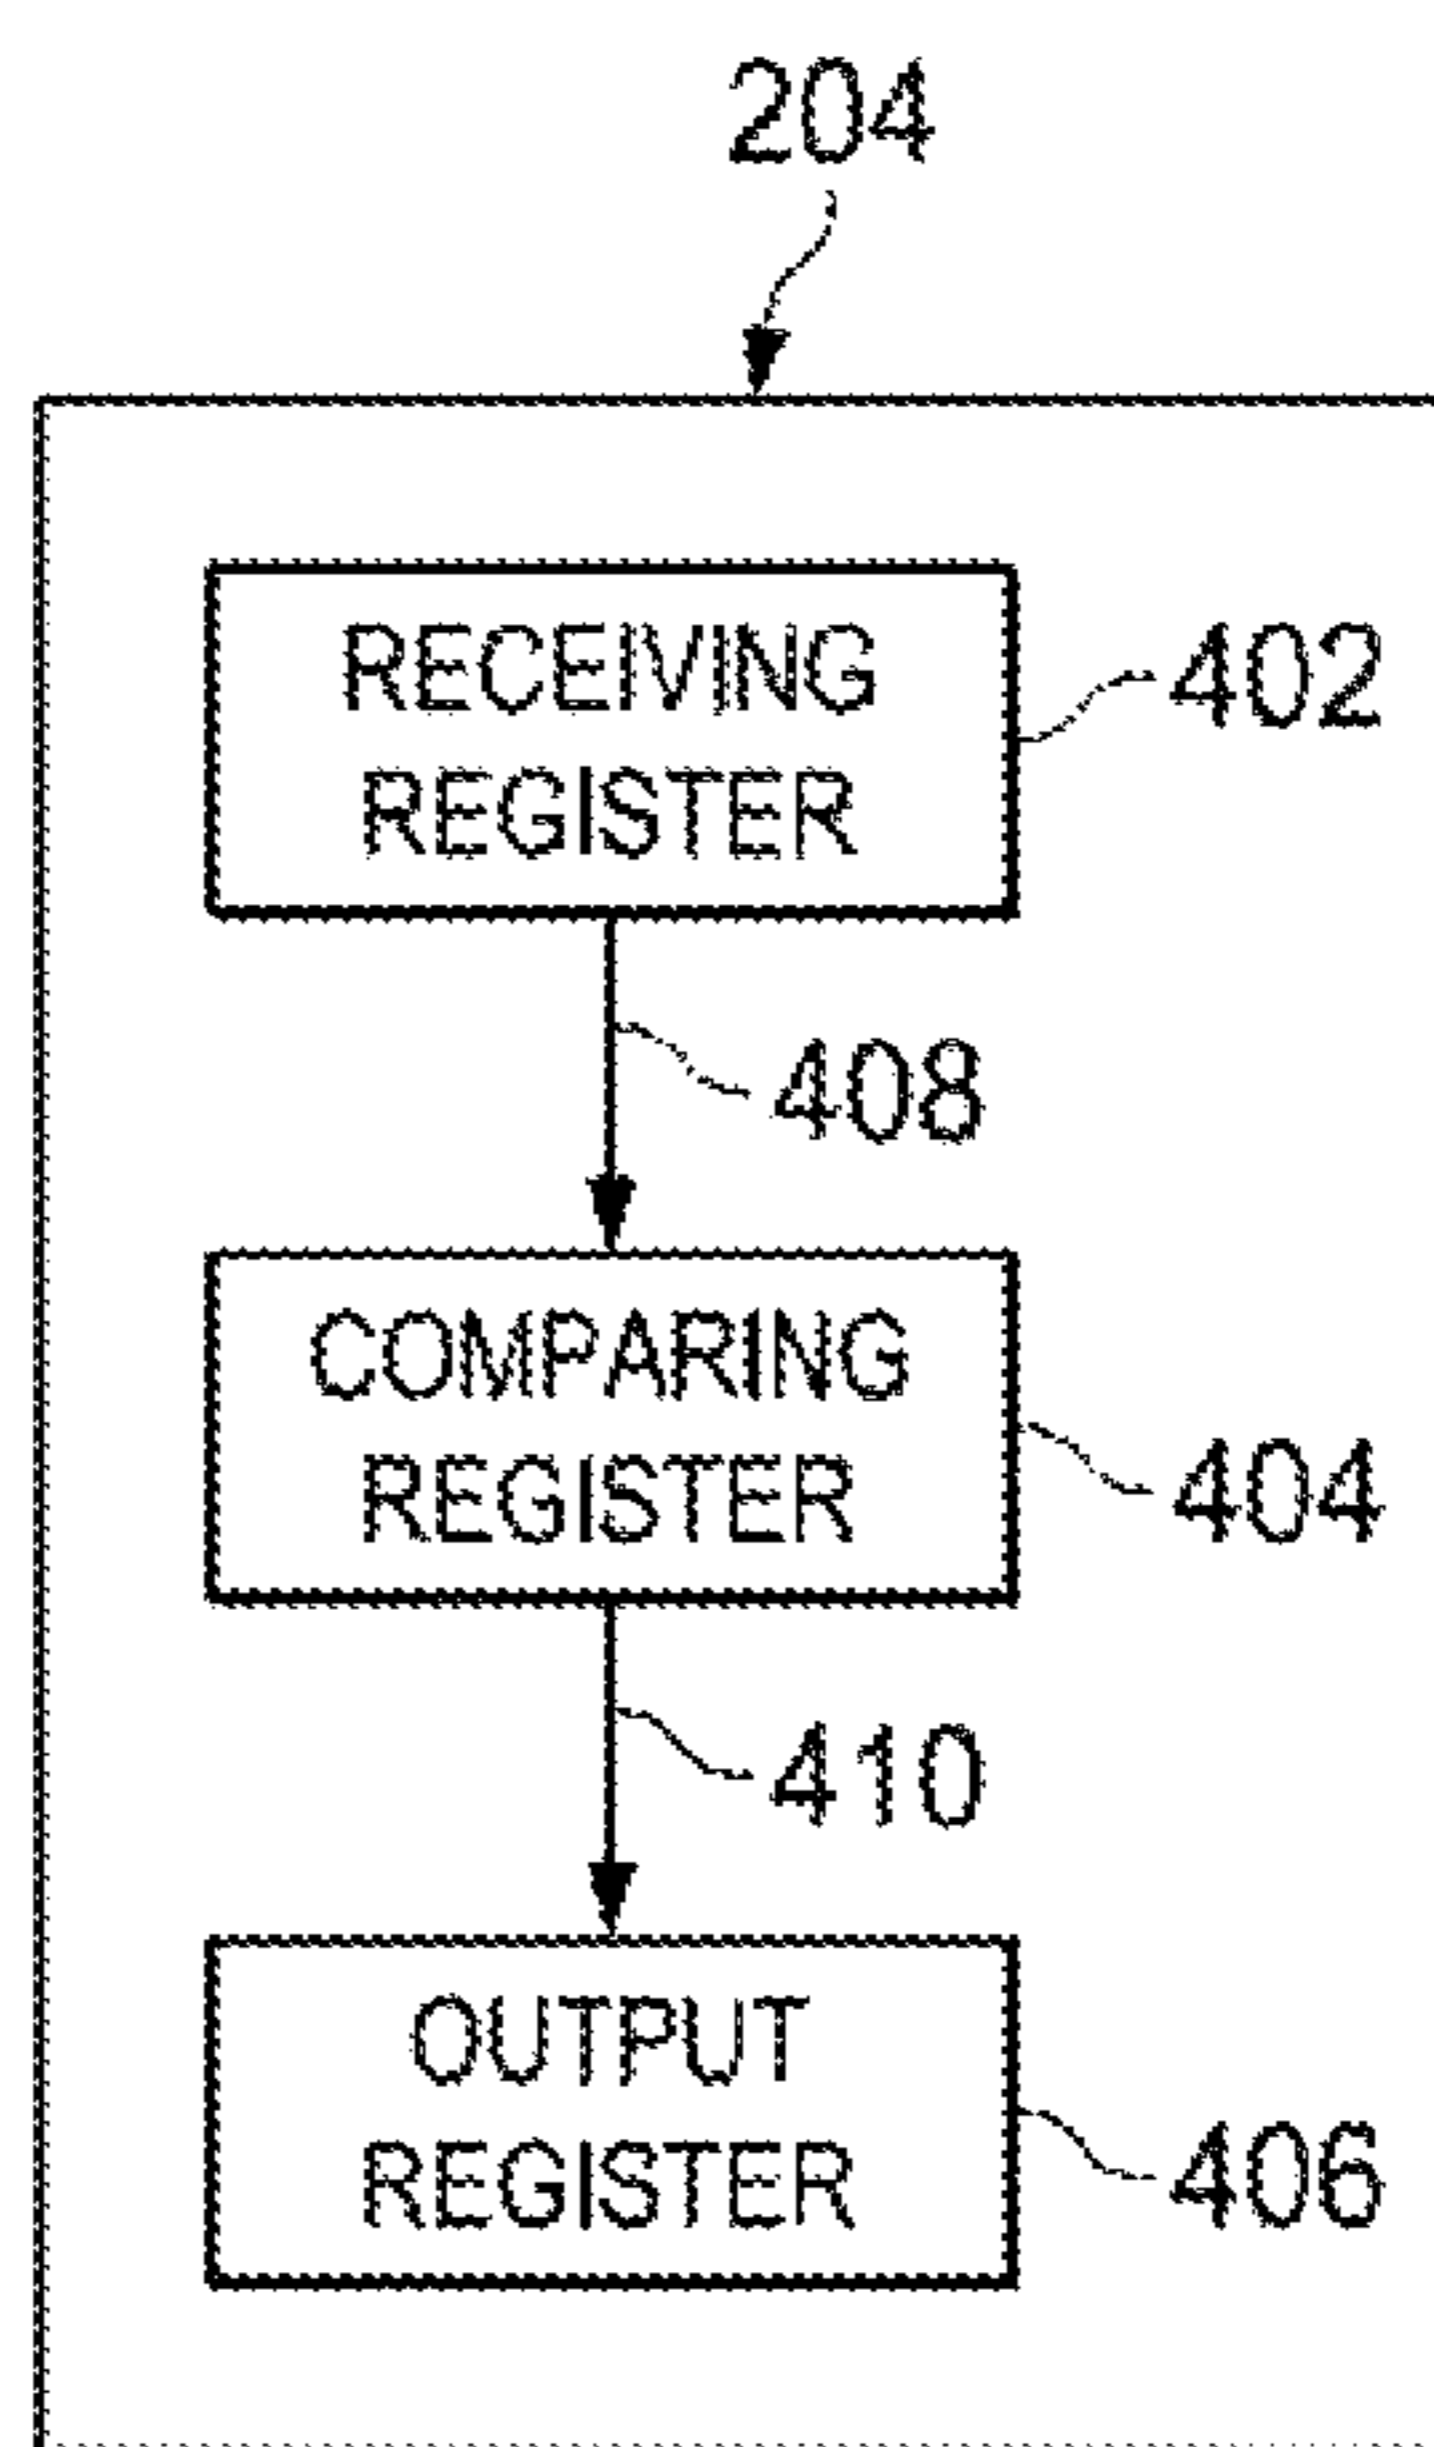 204
RECEIVING
REGISTER
402
408
COMPARING
REGISTER
404
410
OUTPUT
REGISTER
406